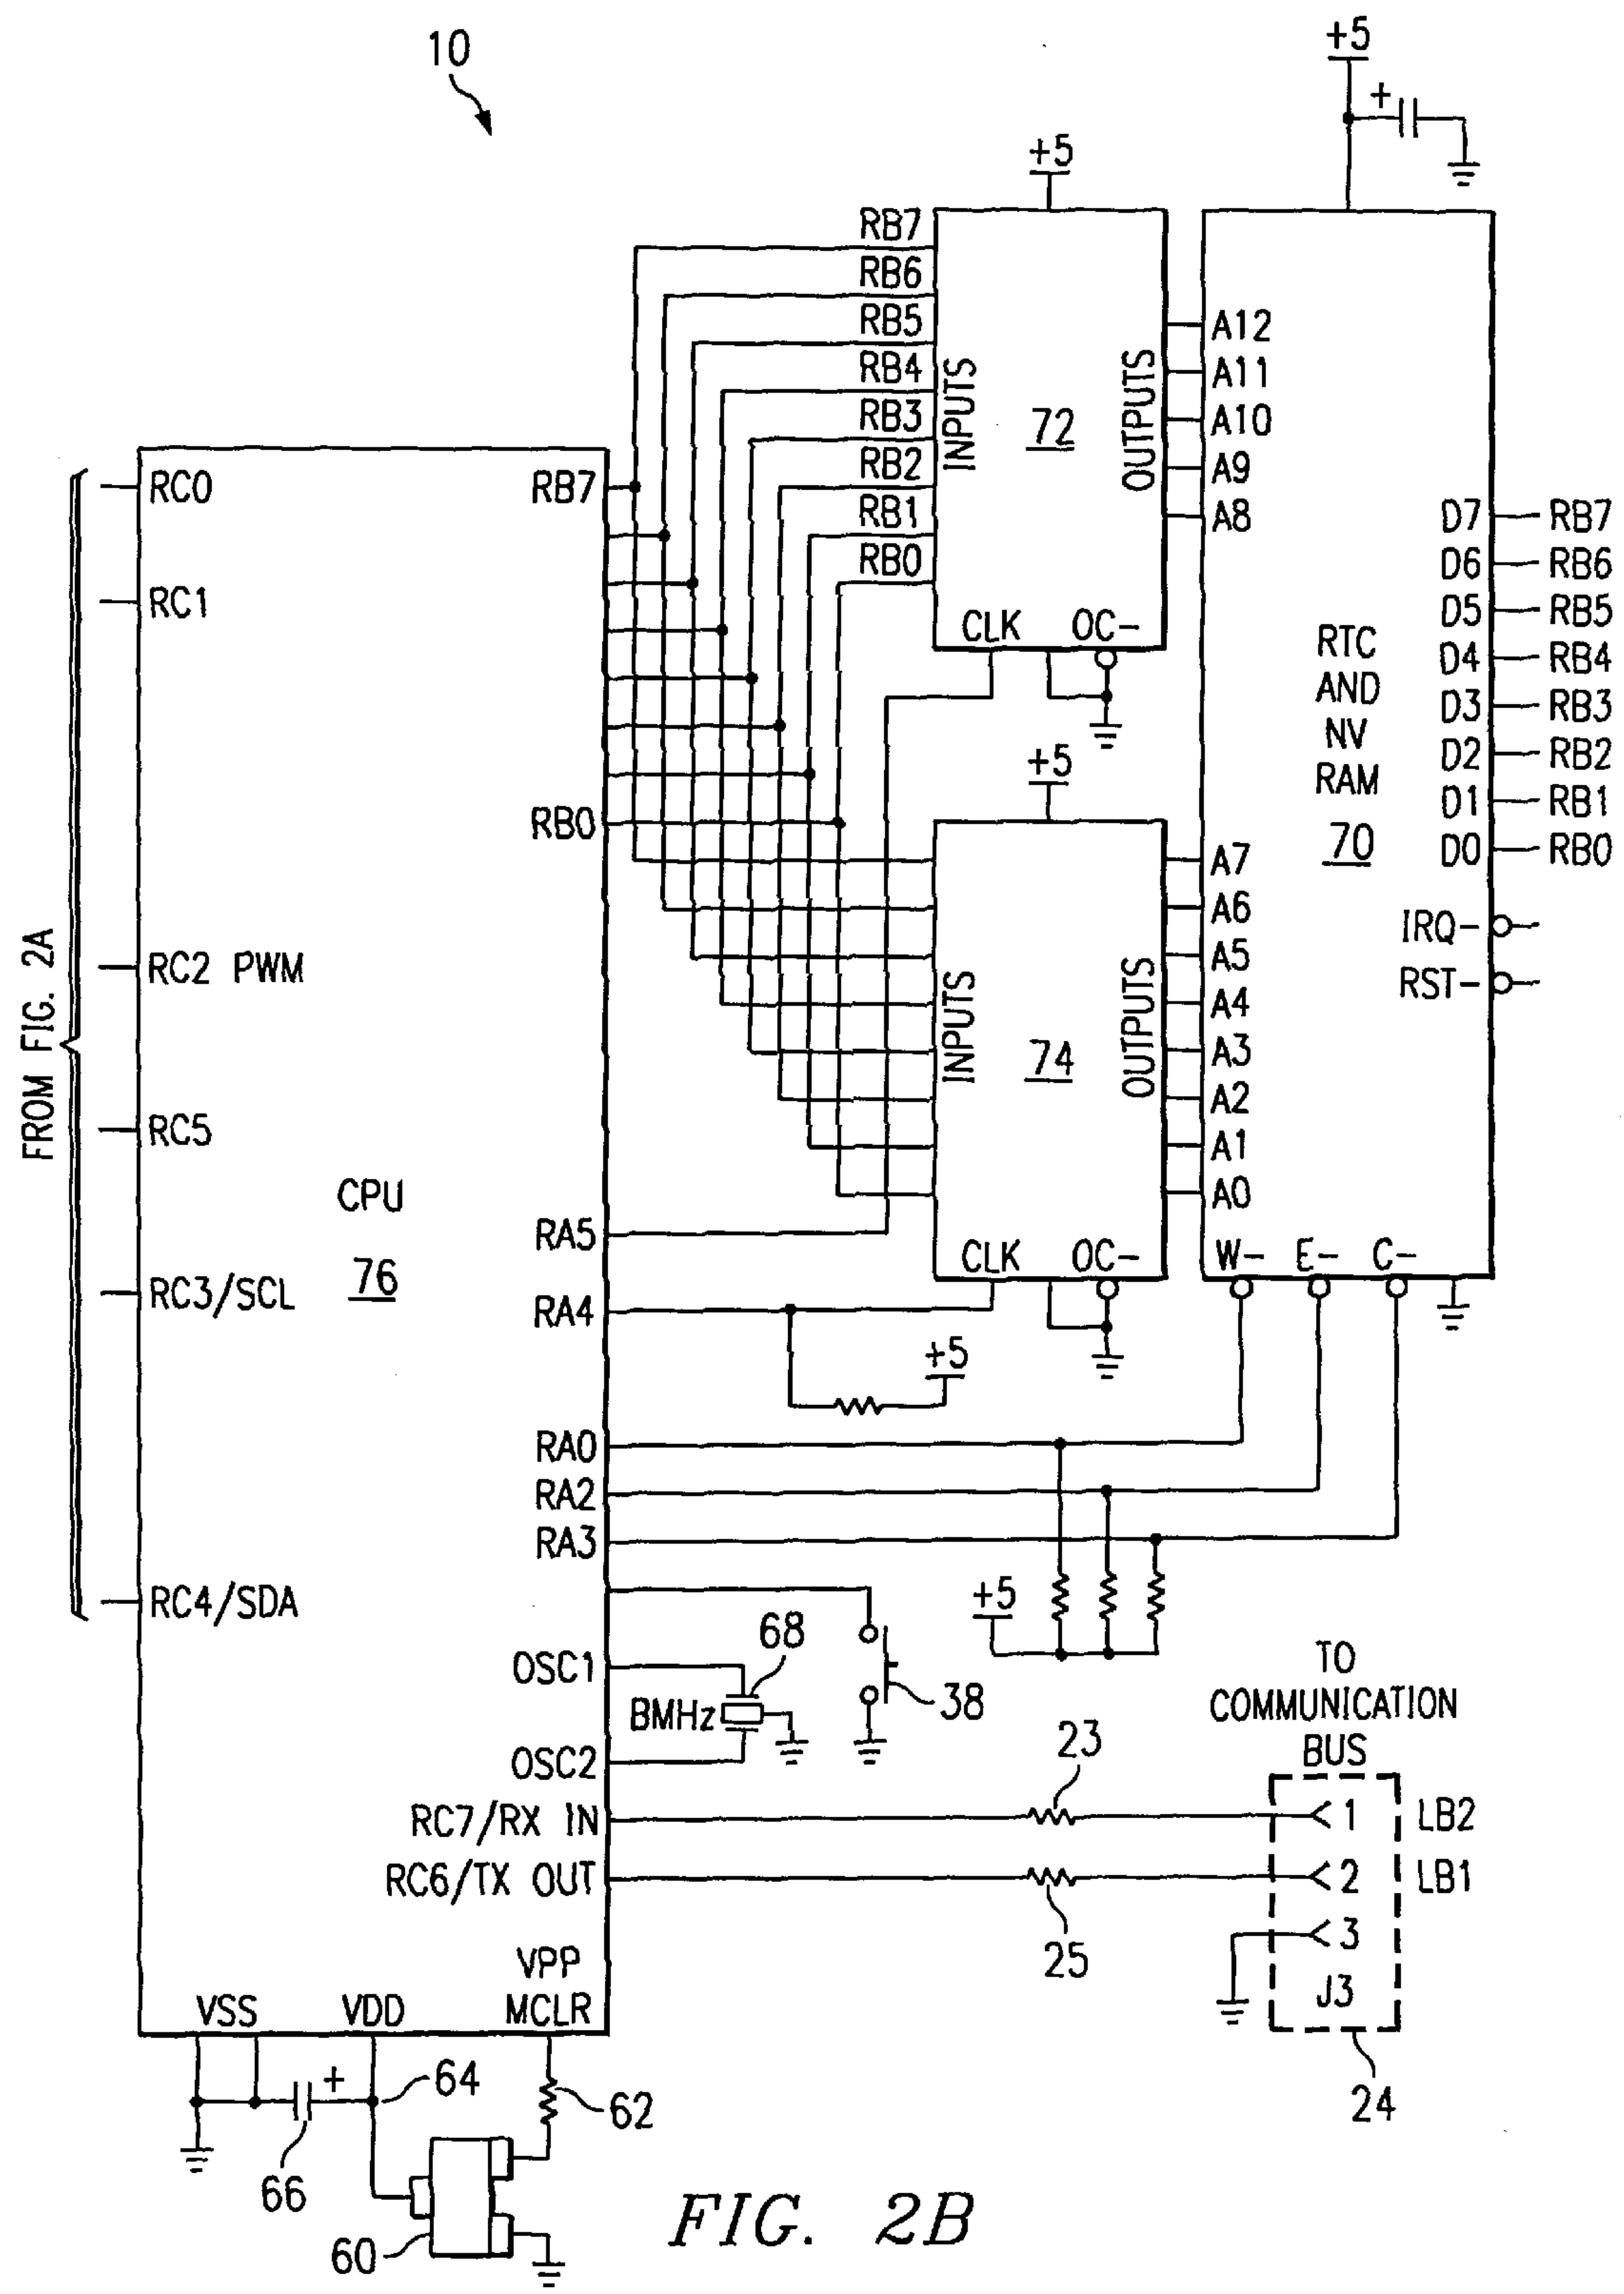 10
+5
+
+5
RB7
RB6
RB5
RB4
RB3
RB2
RB1
RB0
INPUTS
72
OUTPUTS
CLK
OC-
A12
A11
A10
A9
A8
D7
RB7
D6
RB6
D5
RB5
D4
RB4
D3
RB3
D2
RB2
D1
RB1
D0
RB0
RTC
AND
NV
RAM
70
IRQ-
RST-
A7
A6
A5
A4
A3
A2
A1
A0
W-
E-
C-
+5
INPUTS
74
OUTPUTS
CLK
OC-
FROM FIG. 2A
RC0
RC1
RC2 PWM
RC5
RC3/SCL
RC4/SDA
CPU
76
RB7
RB0
RA5
RA4
+5
RA0
RA2
RA3
+5
OSC1
68
BMHz
OSC2
38
RC7/RX IN
RC6/TX OUT
23
25
TO
COMMUNICATION
BUS
1
LB2
2
LB1
3
J3
24
VPP
VSS
VDD
MCLR
+
64
62
66
60
FIG. 2B